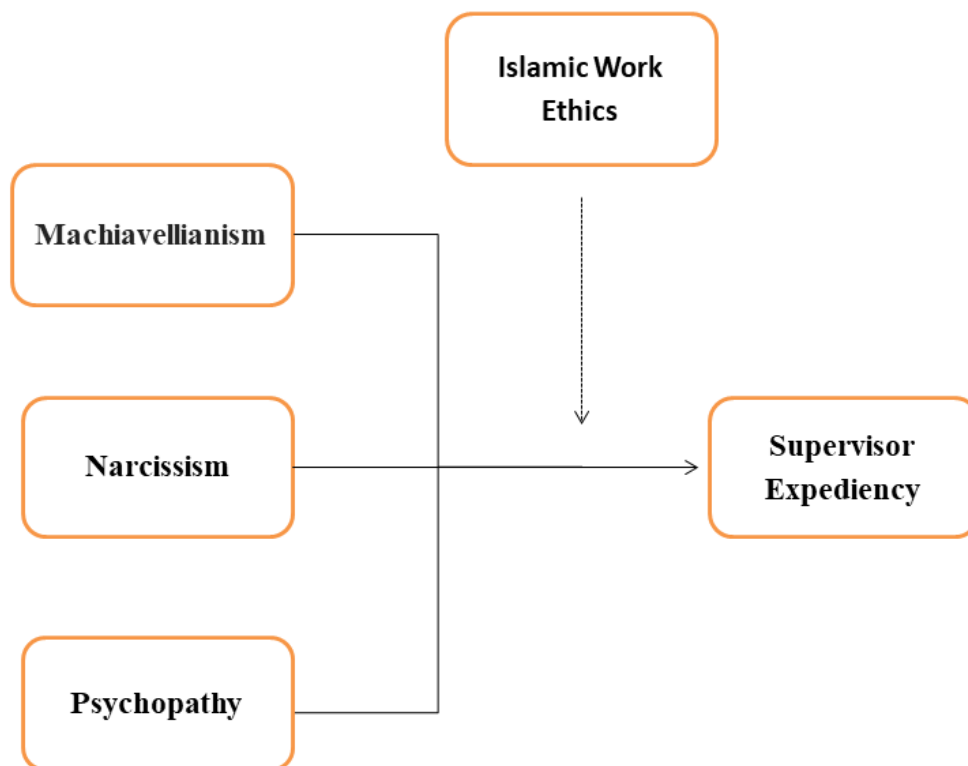 Islamic Work
Ethics
Machiavellianism
Narcissism
Supervisor
Expediency
Psychopathy